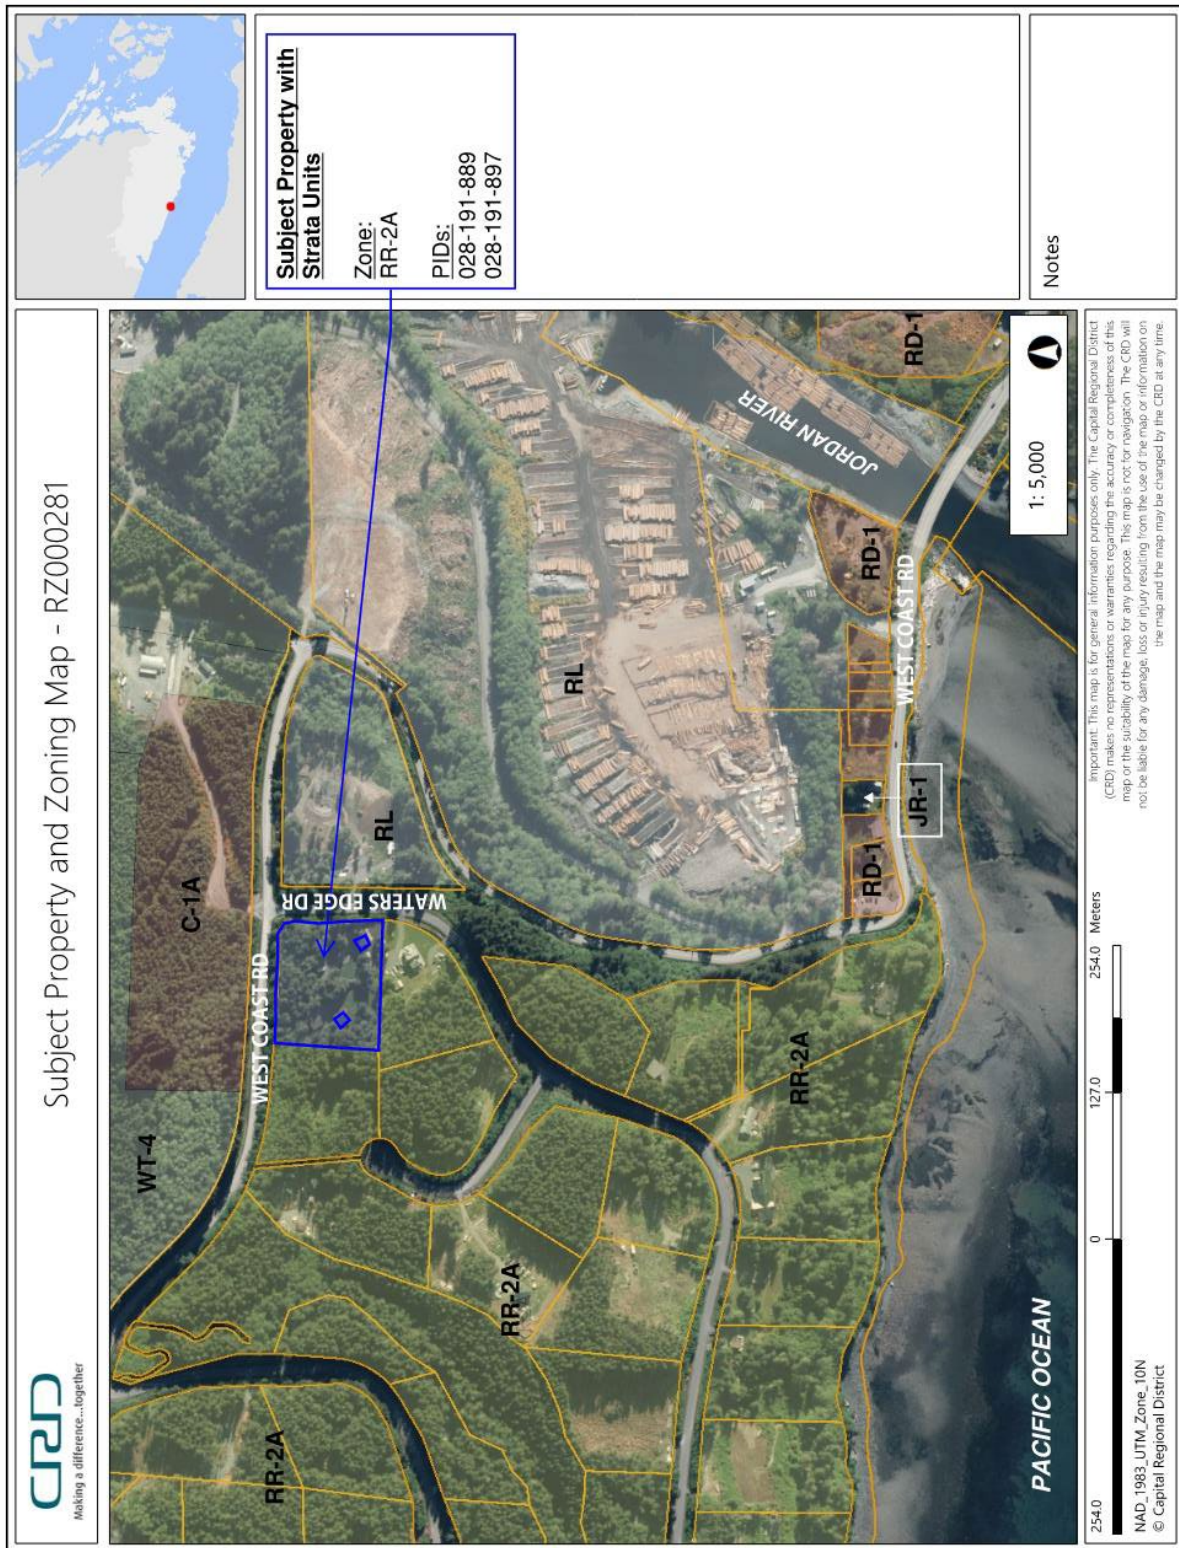 CRD
Making a difference...together
Subject Property and Zoning Map - RZ000281
Subject Property with
Strata Units
Zone:
RR-2A
PIDs:
028-191-889
028-191-897
Notes
WT-4
C-1A
WEST COAST RD
WATERS EDGE DR
RL
RL
RR-2A
RR-2A
RR-2A
JORDAN RIVER
RD-1
RD-1
RD-1
WEST COAST RD
JR-1
PACIFIC OCEAN
1: 5,000
254.0
0
127.0
254.0 Meters
NAD_1983_UTM_Zone_10N
© Capital Regional District
Important: This map is for general information purposes only. The Capital Regional District
(CRD) makes no representations or warranties regarding the accuracy or completeness of this
map or the suitability of the map for any purpose. This map is not for navigation. The CRD will
not be liable for any damage, loss or injury resulting from the use of the map or information on
the map and the map may be changed by the CRD at any time.